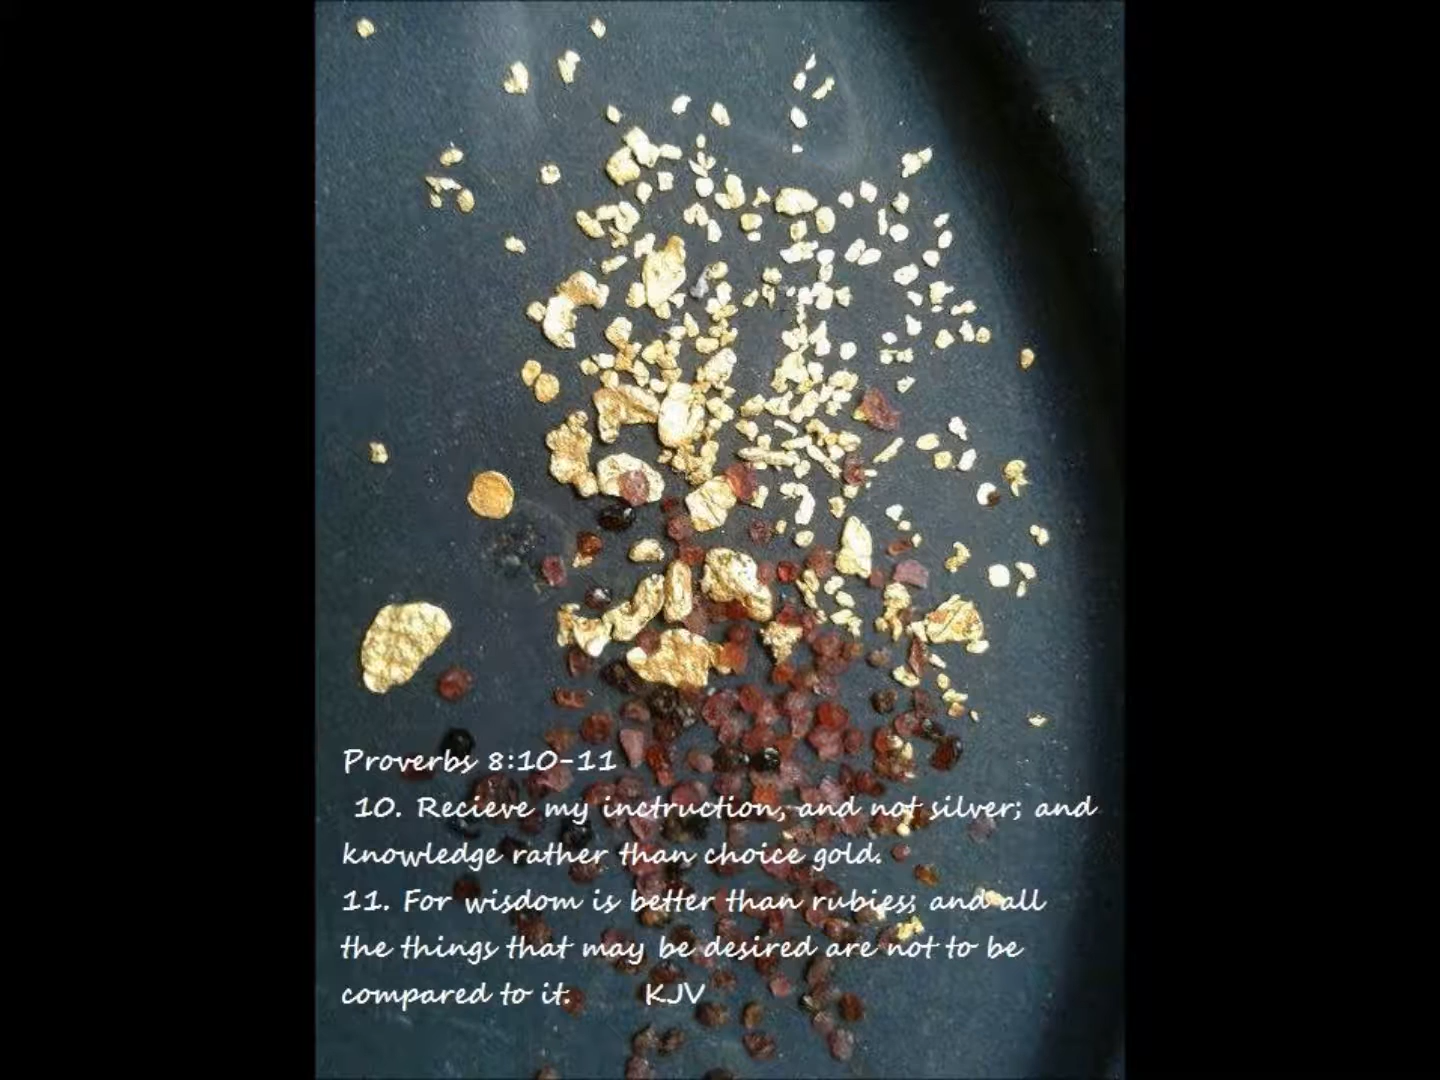 Proverbs 8:10-11
10. Recieve my inctruction, and not silver; and
knowledge rather than choice gold.
11. For wisdom is better than rubies; and all
the things that may be desired are not to be
compared to it. KJV